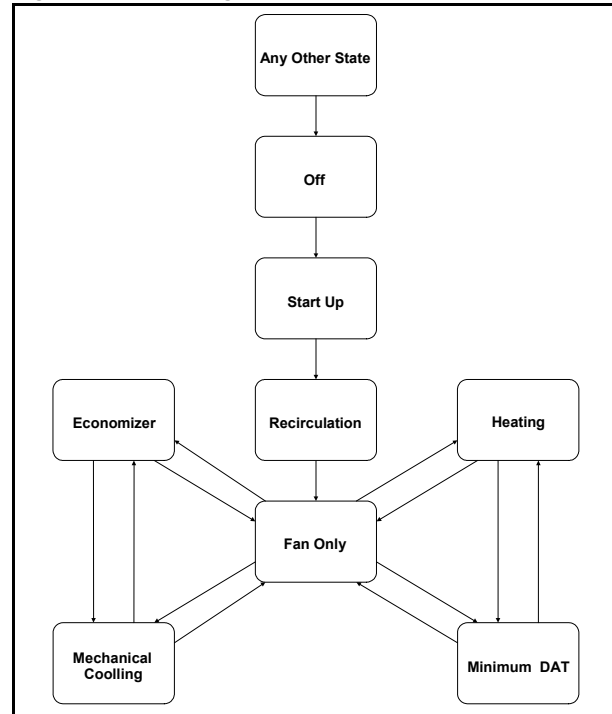 Any Other State
Off
Start Up
Economizer
Recirculation
Heating
Fan Only
Mechanical
Coolling
Minimum DAT